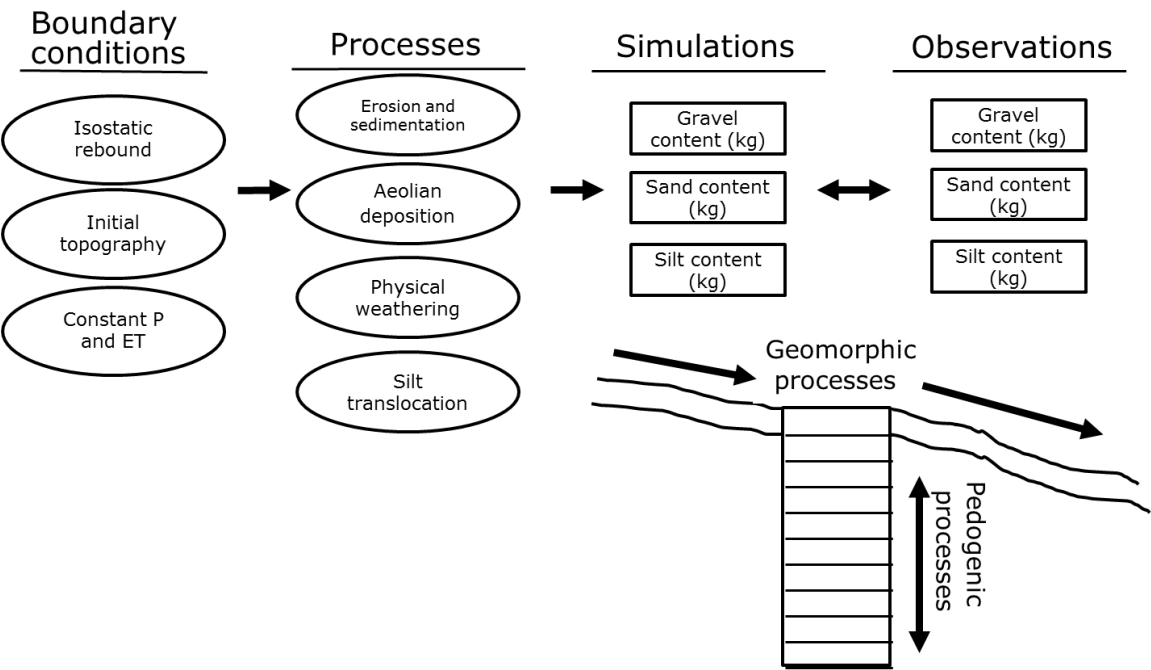 Boundary
conditions
Isostatic
rebound
Initial
topography
Constant P
and ET
Processes
Erosion and
sedimentation
Aeolian
deposition
Physical
weathering
Silt
translocation
Simulations
Gravel
content (kg)
Sand content
(kg)
Silt content
(kg)
Observations
Gravel
content (kg)
Sand content
(kg)
Silt content
(kg)
Geomorphic
processes
Pedogenic
processes